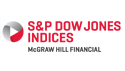 S&P DOW JONES
INDICES
McGRAW HILL FINANCIAL